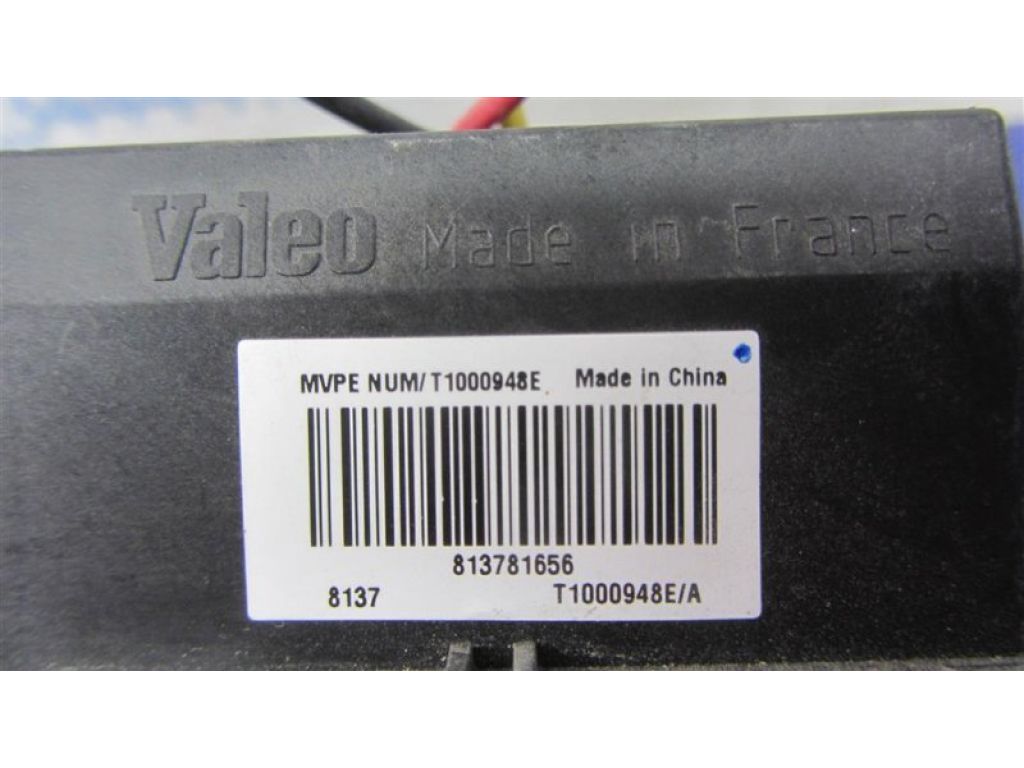 Valeo Made in France
MVPE NUM/T1000948E Made in China
813781656
8137 T1000948E/A